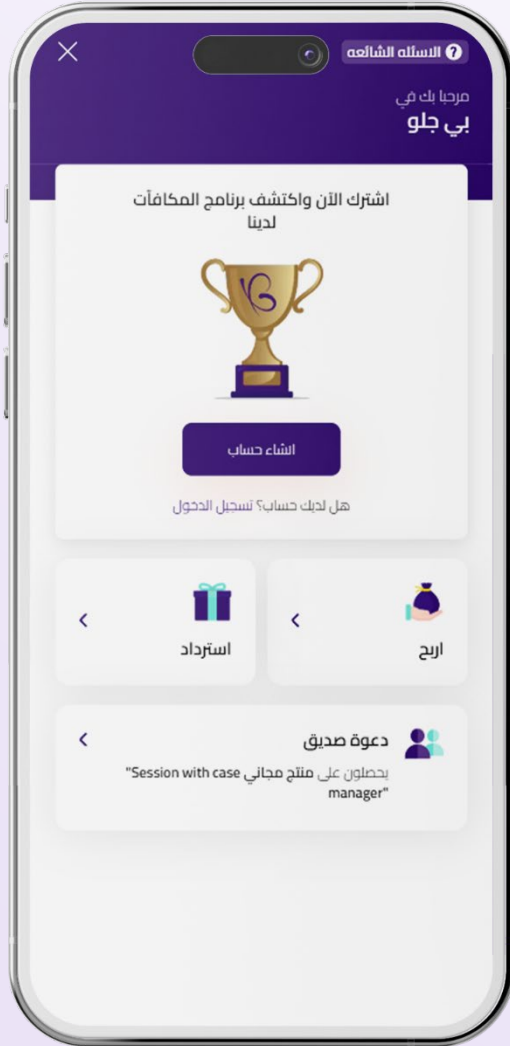 الاسئله الشائعه
مرحبا بك في
بي جلو
اشترك الآن واكتشف برنامج المكافآت
لدينا
انشاء حساب
هل لديك حساب؟ تسجيل الدخول
اربح
استرداد
دعوة صديق
يحصلون على منتج مجاني "Session with case
manager"